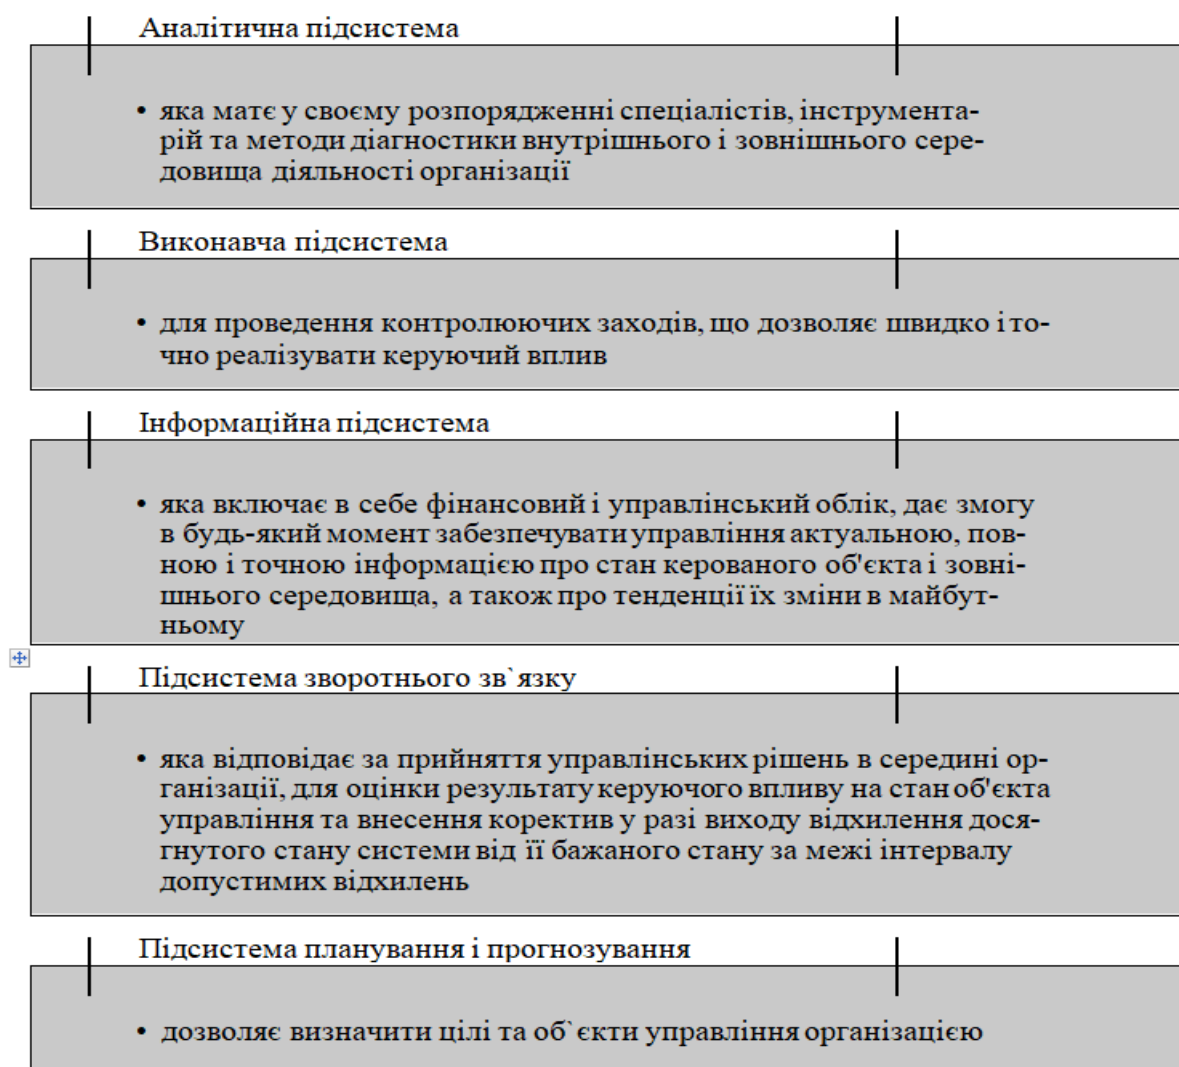 Аналітична підсистема
• яка матє у своєму розпорядженні спеціалістів, інструмента-
рій та методи діагностики внутрішнього і зовнішнього сере-
довища діяльності організації
Виконавча підсистема
• для проведення контролюючих заходів, що дозволяє швидко і то-
чно реалізувати керуючий вплив
Інформаційна підсистема
• яка включає в себе фінансовий і управлінський облік, дає змогу
в будь-який момент забезпечувати управління актуальною, пов-
ною і точною інформацією про стан керованого об'єкта і зовні-
шнього середовища, а також про тенденції їх зміни в майбут-
ньому
Підсистема зворотнього зв`язку
• яка відповідає за прийняття управлінських рішень в середині ор-
ганізації, для оцінки результату керуючого впливу на стан об'єкта
управління та внесення коректив у разі виходу відхилення дося-
гнутого стану системи від її бажаного стану за межі інтервалу
допустимих відхилень
Підсистема планування і прогнозування
• дозволяє визначити цілі та об`єкти управління організацією